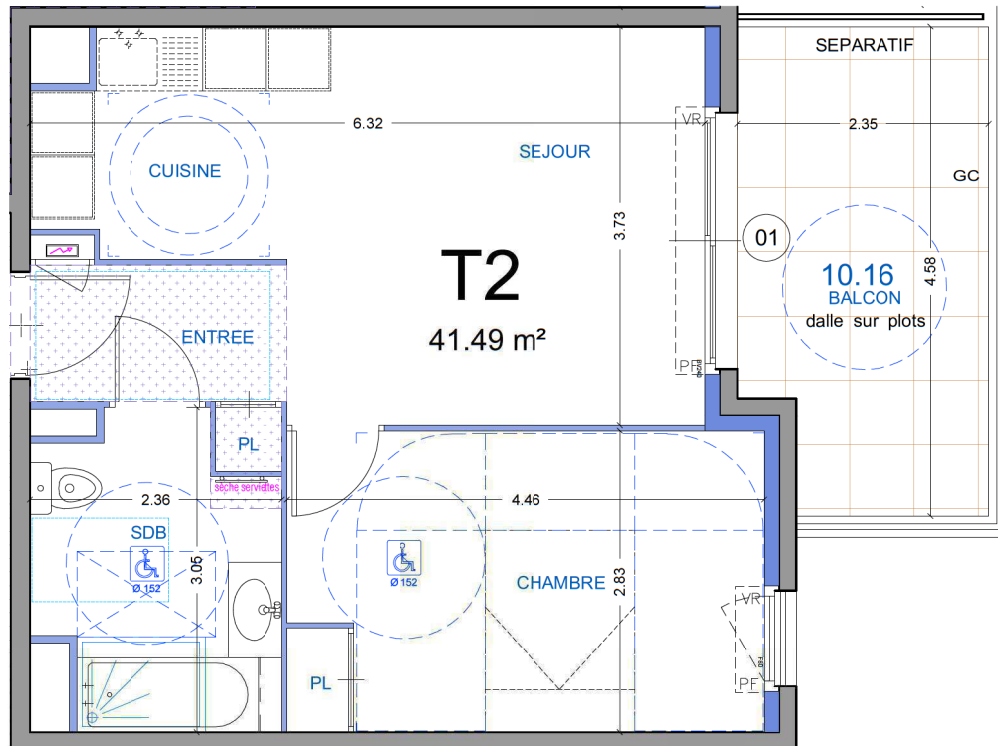 SEPARATIF
6.32
VR
2.35
SEJOUR
CUISINE
GC
3.73
01
T2
10.16
BALCON
4.58
dalle sur plots
ENTREE
41.49 m²
PF
PL
sèche serviettes
2.36
4.46
SDB
Ø 152
3.05
Ø 152
CHAMBRE
2.83
VR
PL
PF